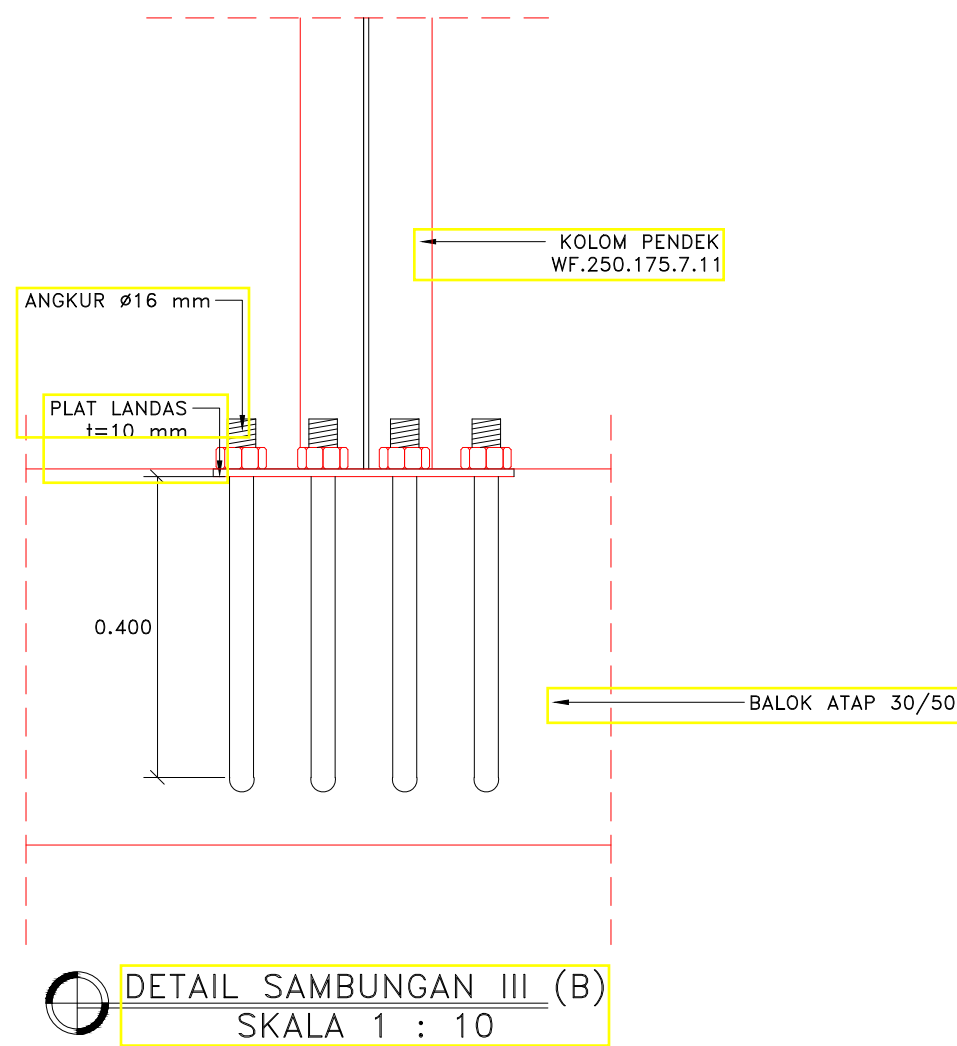 KOLOM PENDEK
WF.250.175.7.11
ANGKUR ø16 mm
PLAT LANDAS
t=10 mm
0.400
BALOK ATAP 30/50
DETAIL SAMBUNGAN III (B)
SKALA 1 : 10